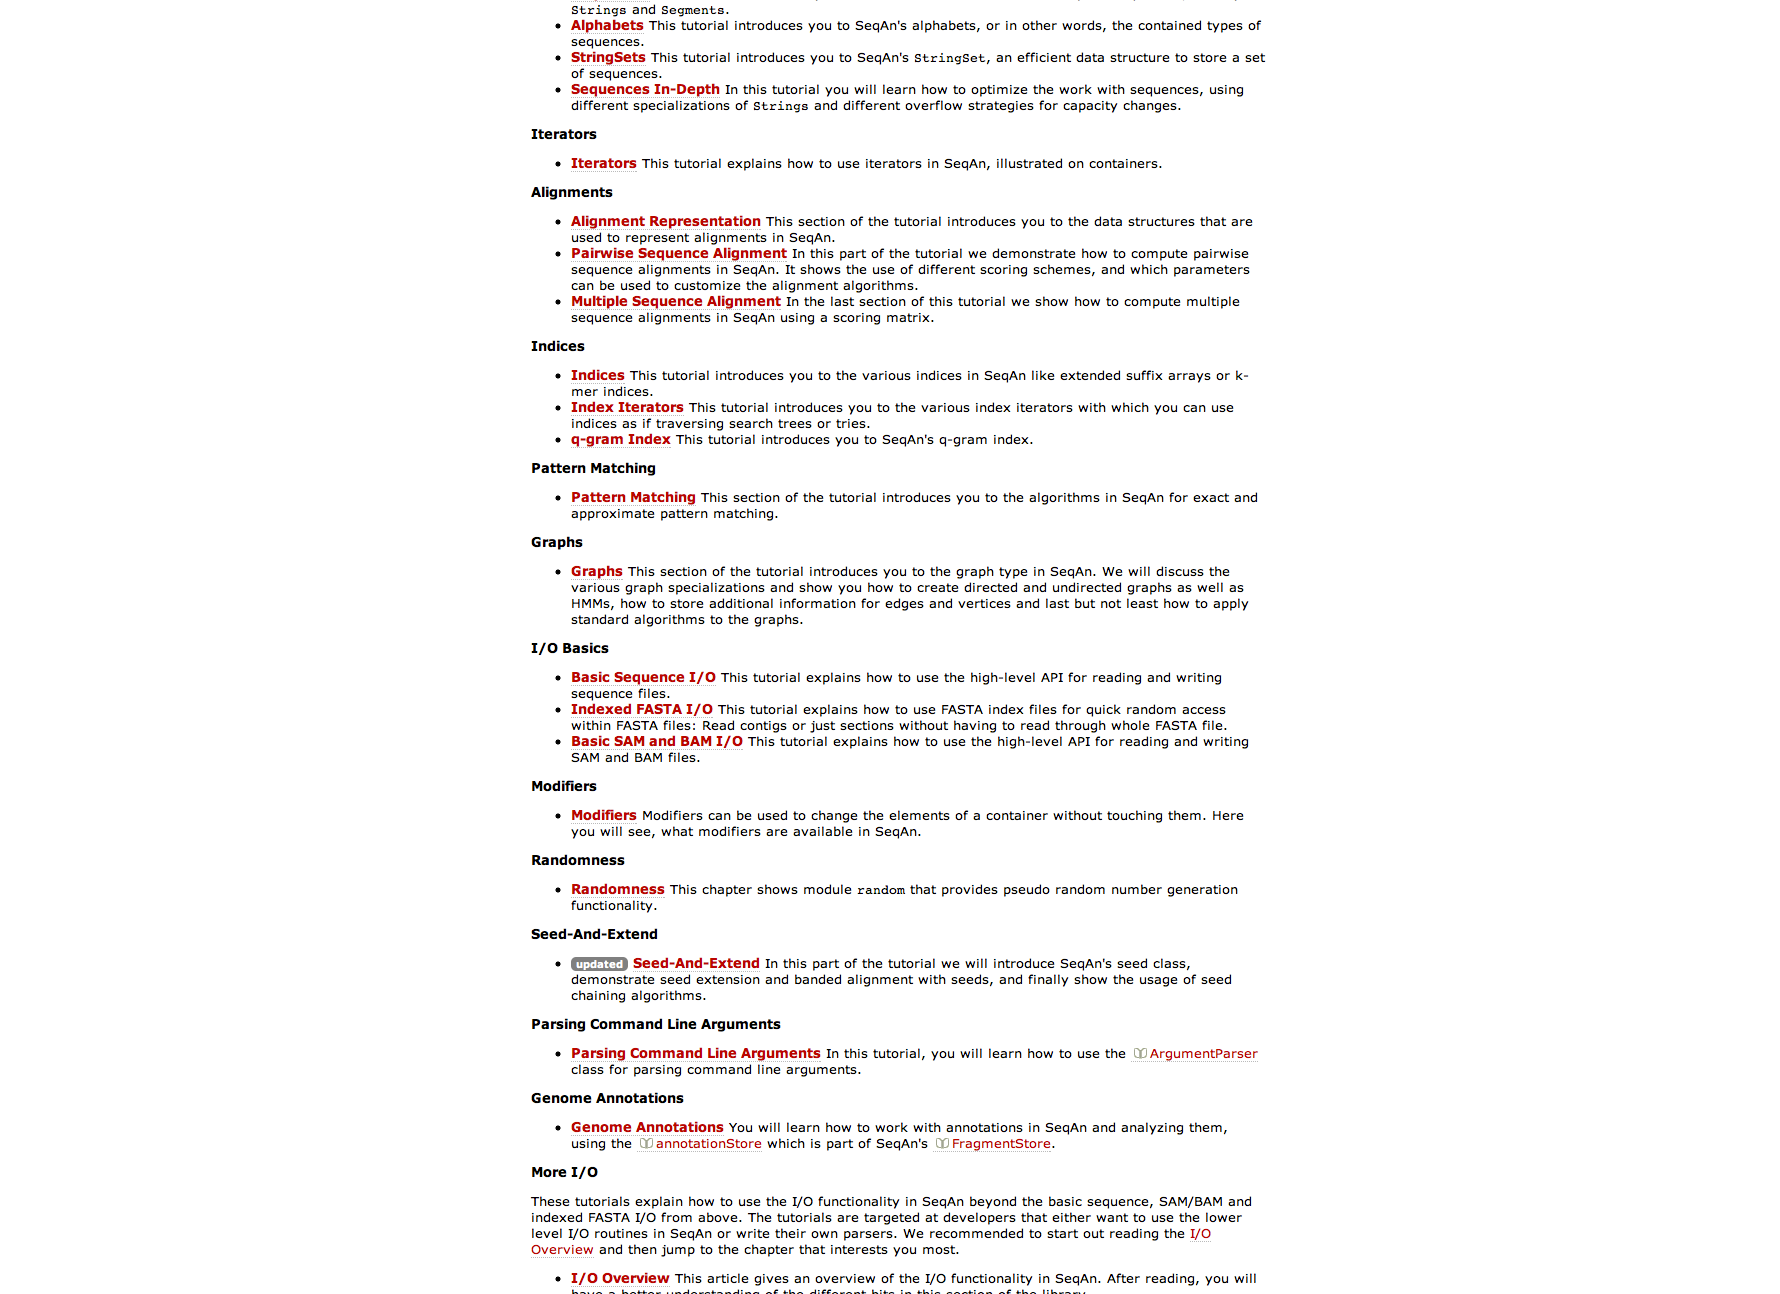 Strings and Segments.
Alphabets This tutorial introduces you to SeqAn's alphabets, or in other words, the contained types of
sequences.
StringSets This tutorial introduces you to SeqAn's StringSet, an efficient data structure to store a set
of sequences.
Sequences In-Depth In this tutorial you will learn how to optimize the work with sequences, using
different specializations of Strings and different overflow strategies for capacity changes.
Iterators
Iterators This tutorial explains how to use iterators in SeqAn, illustrated on containers.
Alignments
Alignment Representation This section of the tutorial introduces you to the data structures that are
used to represent alignments in SeqAn.
Pairwise Sequence Alignment In this part of the tutorial we demonstrate how to compute pairwise
sequence alignments in SeqAn. It shows the use of different scoring schemes, and which parameters
can be used to customize the alignment algorithms.
Multiple Sequence Alignment In the last section of this tutorial we show how to compute multiple
sequence alignments in SeqAn using a scoring matrix.
Indices
Indices This tutorial introduces you to the various indices in SeqAn like extended suffix arrays or k-
mer indices.
Index Iterators This tutorial introduces you to the various index iterators with which you can use
indices as if traversing search trees or tries.
q-gram Index This tutorial introduces you to SeqAn's q-gram index.
Pattern Matching
Pattern Matching This section of the tutorial introduces you to the algorithms in SeqAn for exact and
approximate pattern matching.
Graphs
Graphs This section of the tutorial introduces you to the graph type in SeqAn. We will discuss the
various graph specializations and show you how to create directed and undirected graphs as well as
HMMs, how to store additional information for edges and vertices and last but not least how to apply
standard algorithms to the graphs.
I/O Basics
Basic Sequence I/O This tutorial explains how to use the high-level API for reading and writing
sequence files.
Indexed FASTA I/O This tutorial explains how to use FASTA index files for quick random access
within FASTA files: Read contigs or just sections without having to read through whole FASTA file.
Basic SAM and BAM I/O This tutorial explains how to use the high-level API for reading and writing
SAM and BAM files.
Modifiers
Modifiers Modifiers can be used to change the elements of a container without touching them. Here
you will see, what modifiers are available in SeqAn.
Randomness
Randomness This chapter shows module random that provides pseudo random number generation
functionality.
Seed-And-Extend
updated Seed-And-Extend In this part of the tutorial we will introduce SeqAn's seed class,
demonstrate seed extension and banded alignment with seeds, and finally show the usage of seed
chaining algorithms.
Parsing Command Line Arguments
Parsing Command Line Arguments In this tutorial, you will learn how to use the ArgumentParser
class for parsing command line arguments.
Genome Annotations
Genome Annotations You will learn how to work with annotations in SeqAn and analyzing them,
using the annotationStore which is part of SeqAn's FragmentStore.
More I/O
These tutorials explain how to use the I/O functionality in SeqAn beyond the basic sequence, SAM/BAM and
indexed FASTA I/O from above. The tutorials are targeted at developers that either want to use the lower
level I/O routines in SeqAn or write their own parsers. We recommended to start out reading the I/O
Overview and then jump to the chapter that interests you most.
I/O Overview This article gives an overview of the I/O functionality in SeqAn. After reading, you will
have a better understanding of the different bits in this section of the library.